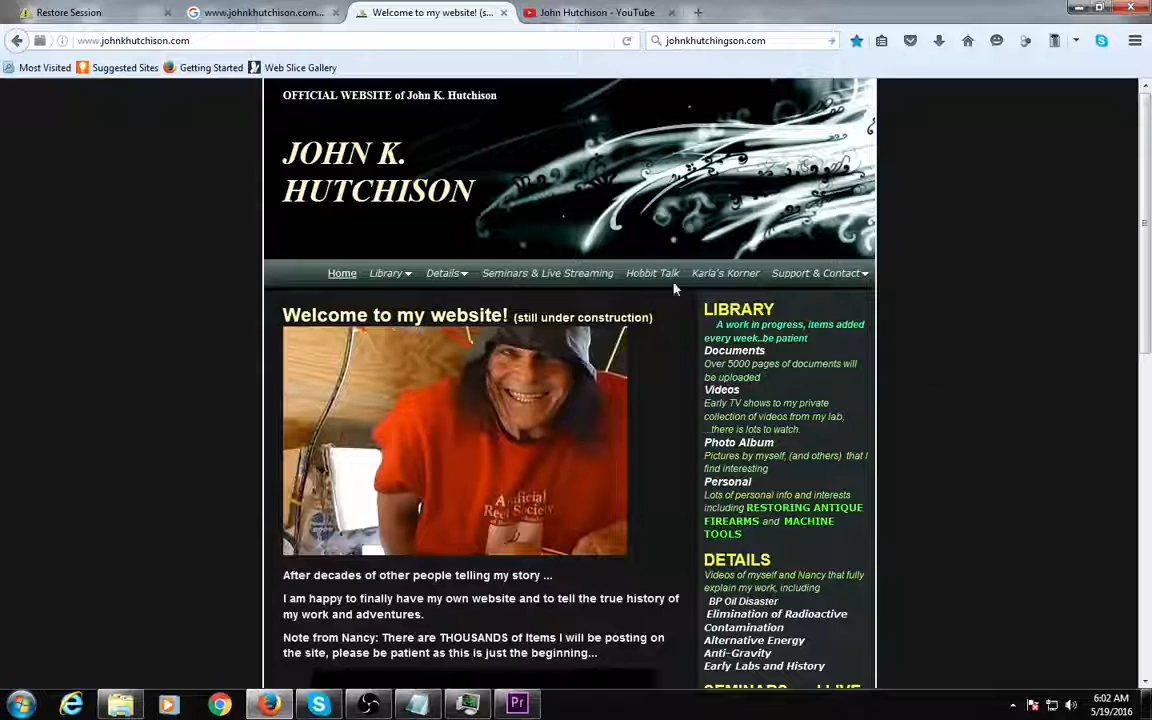 Restore Session
www.johnkhutchison.com...
Welcome to my website! (s...
John Hutchison - YouTube
www.johnkhutchison.com
johnkhutchingson.com
Most Visited
Suggested Sites
Getting Started
Web Slice Gallery
OFFICIAL WEBSITE of John K. Hutchison
JOHN K.
HUTCHISON
Home Library Details Seminars & Live Streaming Hobbit Talk Karla's Korner Support & Contact
Welcome to my website! (still under construction)
Artificial
Reef Society
After decades of other people telling my story ...
I am happy to finally have my own website and to tell the true history of
my work and adventures.
Note from Nancy: There are THOUSANDS of Items I will be posting on
the site, please be patient as this is just the beginning...
LIBRARY
A work in progress, items added
every week..be patient
Documents
Over 5000 pages of documents will
be uploaded
Videos
Early TV shows to my private
collection of videos from my lab,
...there is lots to watch.
Photo Album
Pictures by myself, (and others) that I
find interesting
Personal
Lots of personal info and interests
including RESTORING ANTIQUE
FIREARMS and MACHINE
TOOLS
DETAILS
Videos of myself and Nancy that fully
explain my work, including
BP Oil Disaster
Elimination of Radioactive
Contamination
Alternative Energy
Anti-Gravity
Early Labs and History
Pr
6:02 AM
5/19/2016